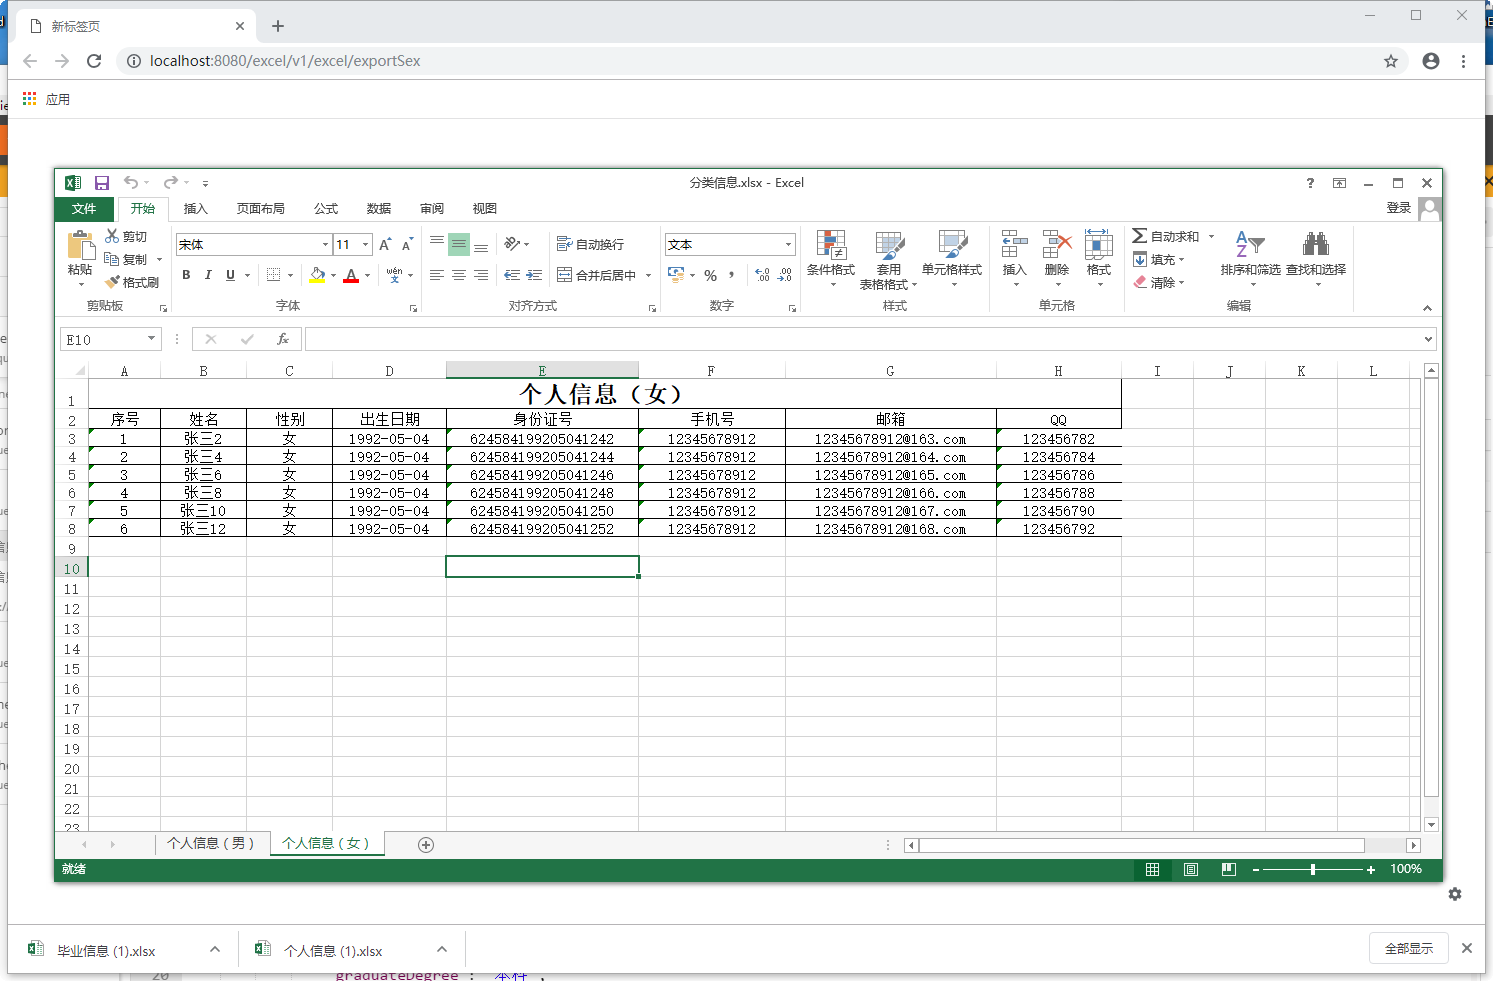 新标签页
localhost:8080/excel/v1/excel/exportSex
应用
分类信息.xlsx - Excel
文件 开始 插入 页面布局 公式 数据 审阅 视图 登录
粘贴 剪切 复制 格式刷
宋体 11
自动换行
合并后居中
文本
条件格式 套用表格格式 单元格样式
插入 删除 格式
自动求和 填充 清除
排序和筛选 查找和选择
剪贴板 字体 对齐方式 数字 样式 单元格 编辑
E10
A B C D E F G H I J K L
1 个人信息（女）
2 序号 姓名 性别 出生日期 身份证号 手机号 邮箱 QQ
3 1 张三2 女 1992-05-04 624584199205041242 12345678912 12345678912@163.com 123456782
4 2 张三4 女 1992-05-04 624584199205041244 12345678912 12345678912@164.com 123456784
5 3 张三6 女 1992-05-04 624584199205041246 12345678912 12345678912@165.com 123456786
6 4 张三8 女 1992-05-04 624584199205041248 12345678912 12345678912@166.com 123456788
7 5 张三10 女 1992-05-04 624584199205041250 12345678912 12345678912@167.com 123456790
8 6 张三12 女 1992-05-04 624584199205041252 12345678912 12345678912@168.com 123456792
9
10
11
12
13
14
15
16
17
18
19
20
21
22
23
个人信息（男） 个人信息（女）
就绪 100%
毕业信息 (1).xlsx 个人信息 (1).xlsx 全部显示
20 graduateDegree : 本科 ,